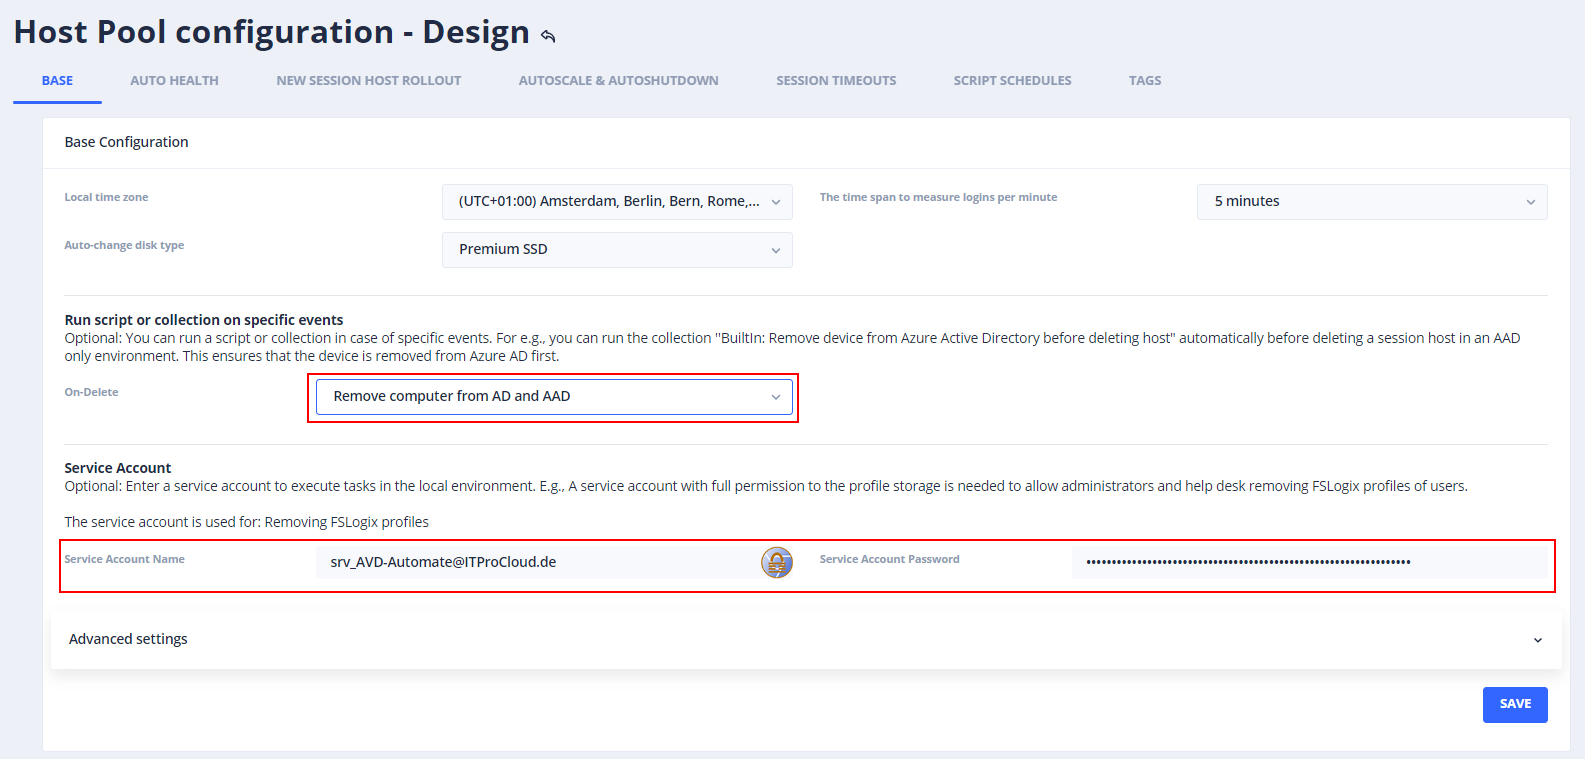 Host Pool configuration - Design
BASE AUTO HEALTH NEW SESSION HOST ROLLOUT AUTOSCALE & AUTOSHUTDOWN SESSION TIMEOUTS SCRIPT SCHEDULES TAGS
Base Configuration
Local time zone (UTC+01:00) Amsterdam, Berlin, Bern, Rome,... The time span to measure logins per minute 5 minutes
Auto-change disk type Premium SSD
Run script or collection on specific events
Optional: You can run a script or collection in case of specific events. For e.g., you can run the collection "BuiltIn: Remove device from Azure Active Directory before deleting host" automatically before deleting a session host in an AAD
only environment. This ensures that the device is removed from Azure AD first.
On-Delete Remove computer from AD and AAD
Service Account
Optional: Enter a service account to execute tasks in the local environment. E.g., A service account with full permission to the profile storage is needed to allow administrators and help desk removing FSLogix profiles of users.
The service account is used for: Removing FSLogix profiles
Service Account Name srv_AVD-Automate@ITProCloud.de Service Account Password
Advanced settings
SAVE